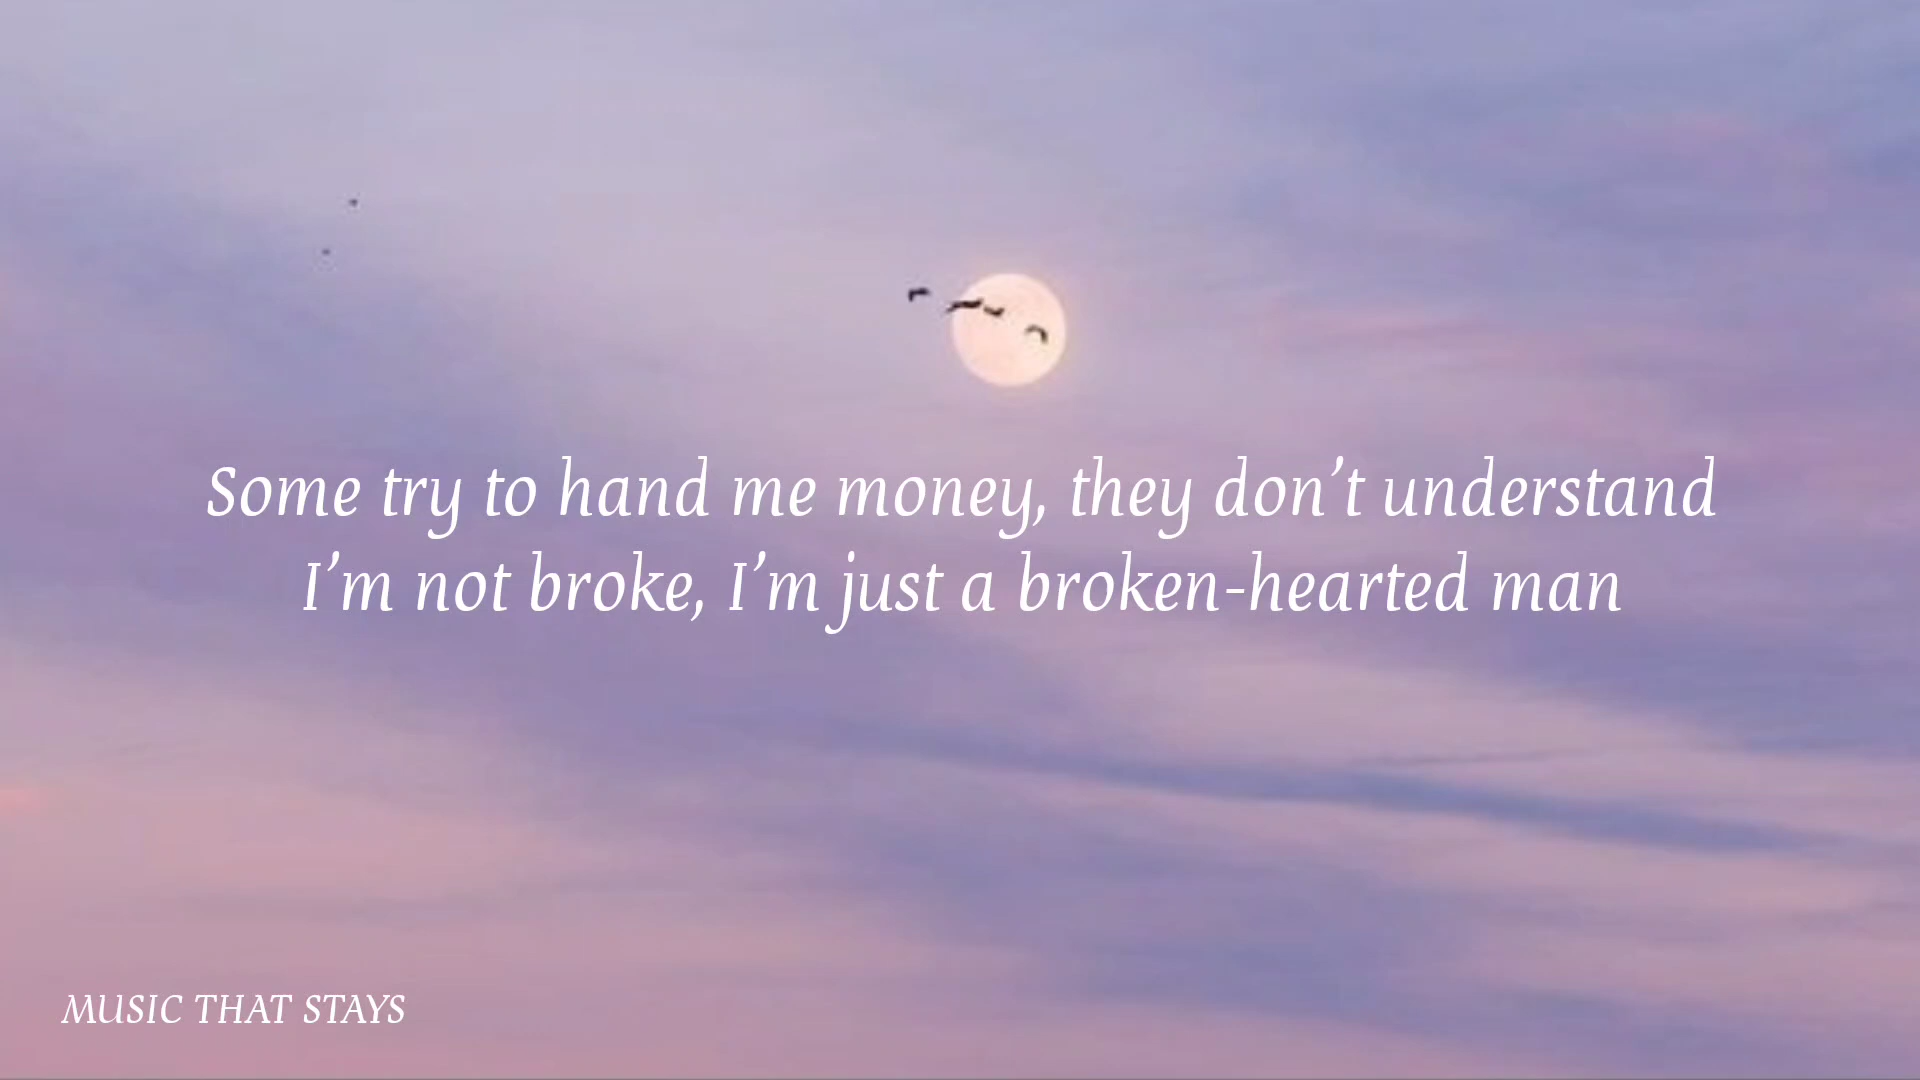 Some try to hand me money, they don’t understand
I’m not broke, I’m just a broken-hearted man
MUSIC THAT STAYS